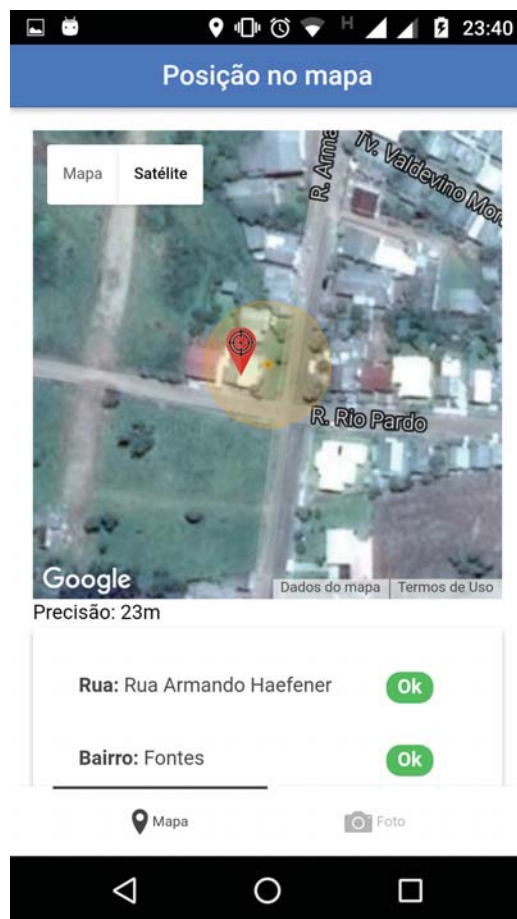 H 23:40
Posição no mapa
Mapa Satélite
R. Arma
Tv. Valdevino Mor
R. Rio Pardo
Google
Dados do mapa Termos de Uso
Precisão: 23m
Rua: Rua Armando Haefener Ok
Bairro: Fontes Ok
Mapa Foto